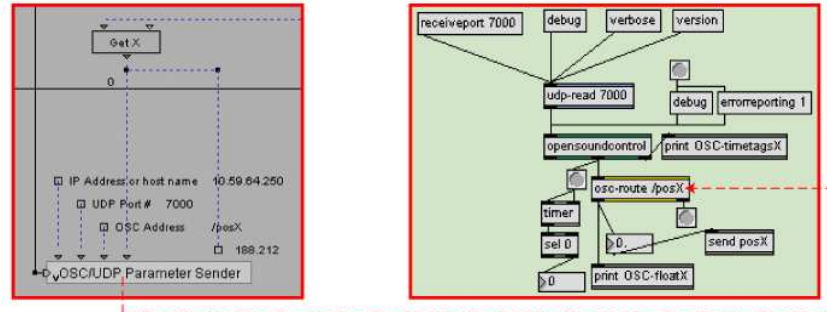 Get X
0
IP Address or host name 10.59.64.250
UDP Port # 7000
OSC Address /posX
188.212
OSC/UDP Parameter Sender
receiveport 7000 debug verbose version
udp-read 7000
debug errorreporting 1
opensoundcontrol print OSC-timetagsX
osc-route /posX
timer
sel 0 0. send posX
0 print OSC-floatX